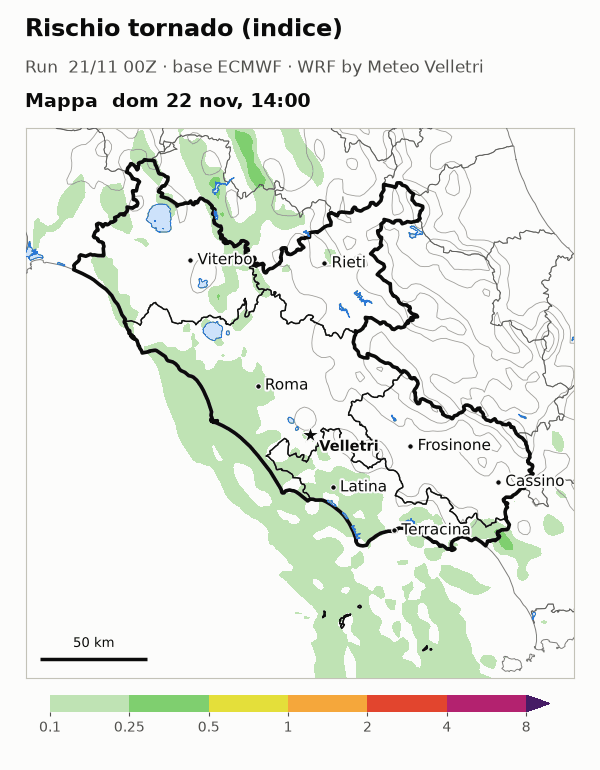 Rischio tornado (indice)
Run  21/11 00Z · base ECMWF · WRF by Meteo Velletri
Mappa  dom 22 nov, 14:00
Viterbo
Rieti
Roma
Velletri
Frosinone
Cassino
Latina
Terracina
50 km
0.1 0.25 0.5 1 2 4 8